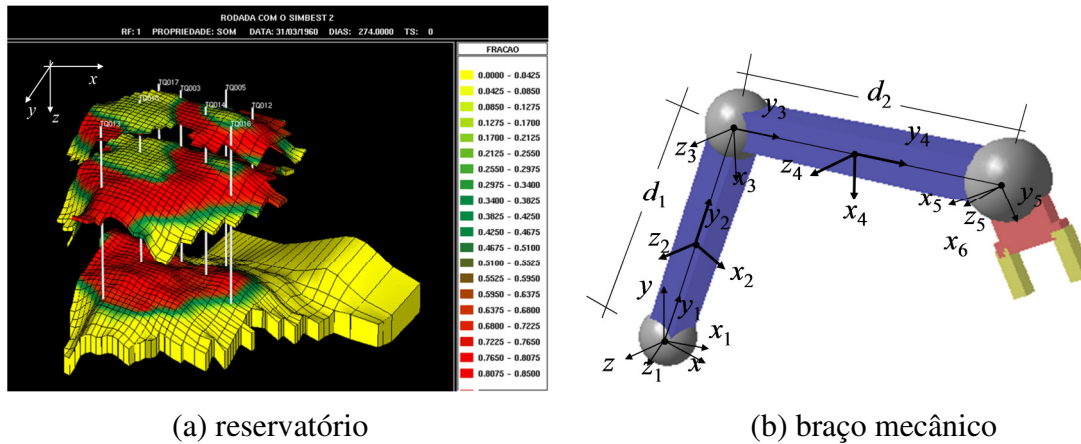 RODADA COM O SIMBEST 2
RF: 1 PROPRIEDADE: SOM DATA: 31/03/1960 DIAS: 274.0000 TS: 0
FRACAO
0.0000 - 0.0425
0.0425 - 0.0850
0.0850 - 0.1275
0.1275 - 0.1700
0.1700 - 0.2125
0.2125 - 0.2550
0.2550 - 0.2975
0.2975 - 0.3400
0.3400 - 0.3825
0.3825 - 0.4250
0.4250 - 0.4675
0.4675 - 0.5100
0.5100 - 0.5525
0.5525 - 0.5950
0.5950 - 0.6375
0.6375 - 0.6800
0.6800 - 0.7225
0.7225 - 0.7650
0.7650 - 0.8075
0.8075 - 0.8500
x
y
z
TQ017
TQ003
TQ005
TQ014
TQ012
TQ013
TQ016
d2
d1
y3
z3
x3
y4
z4
x4
x5
z5
y5
x6
y2
z2
x2
y
y1
x1
z
z1
x
(a) reservatório
(b) braço mecânico